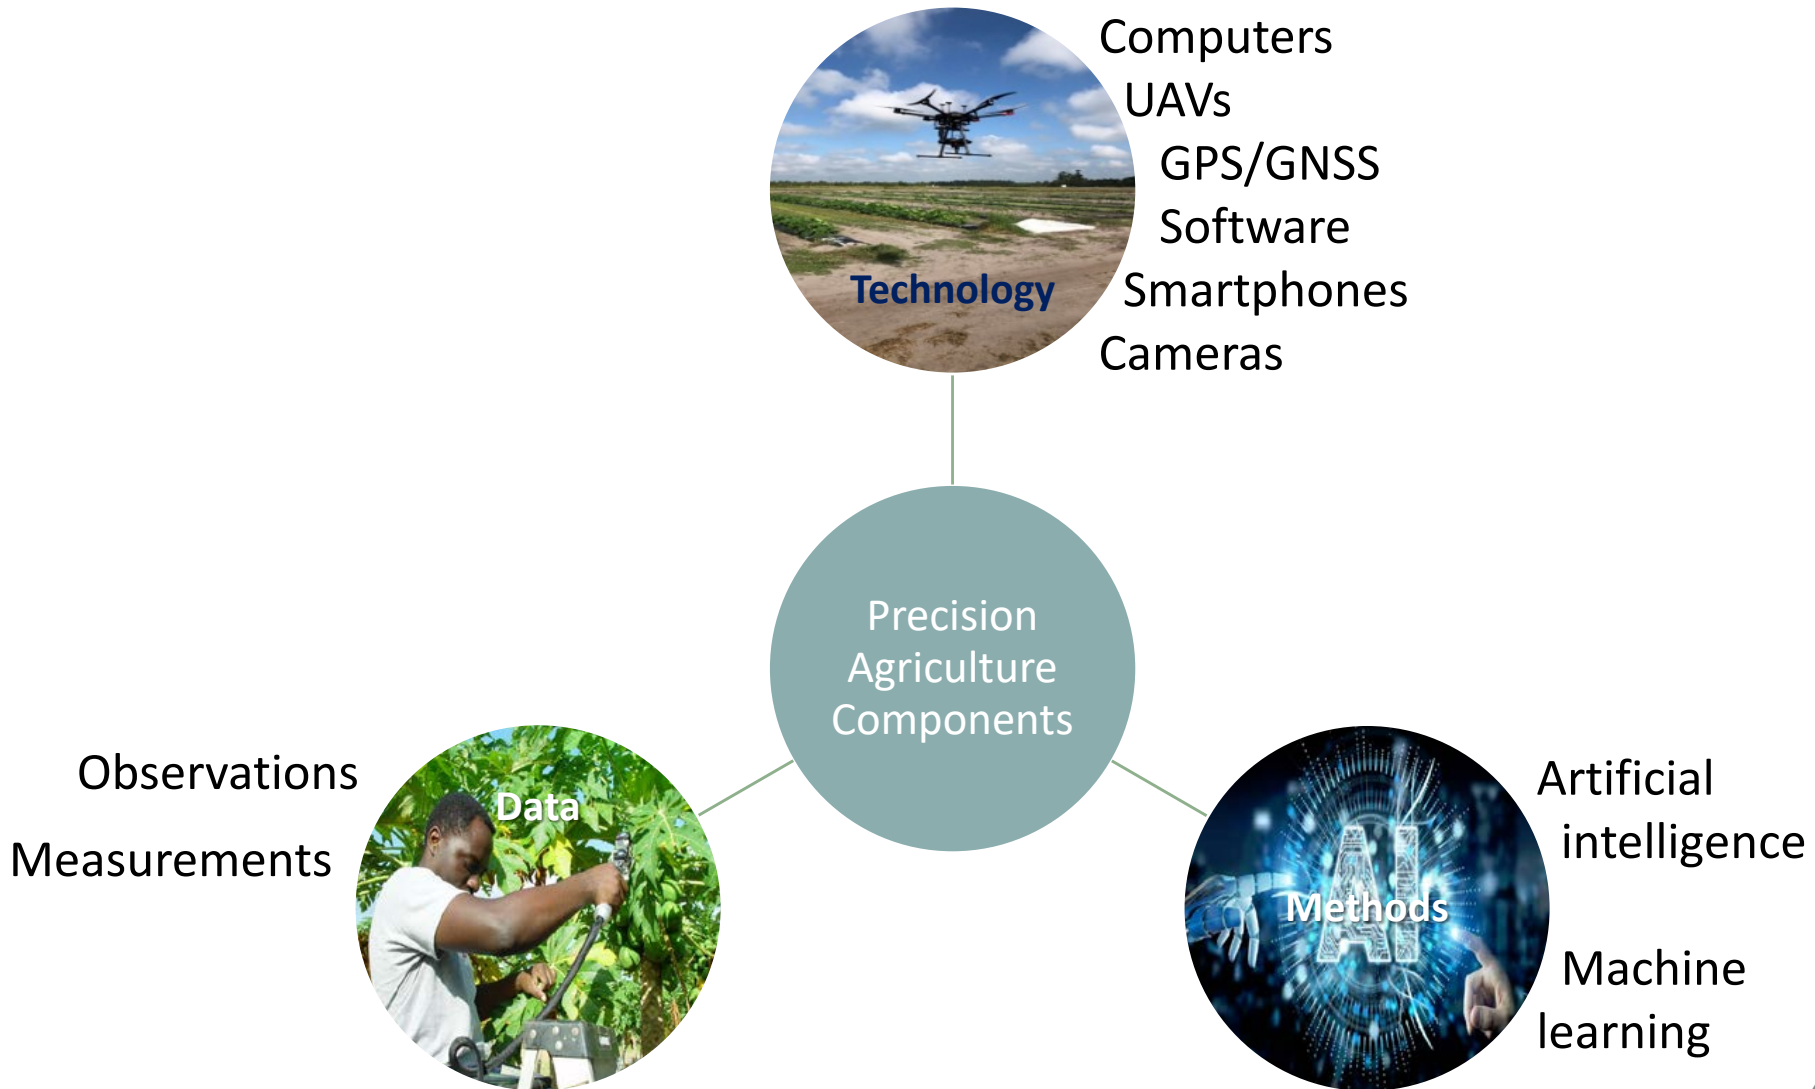 Computers
UAVs
GPS/GNSS
Software
Smartphones
Cameras
Technology
Precision
Agriculture
Components
Observations
Measurements
Data
AI
Methods
Artificial
intelligence
Machine
learning